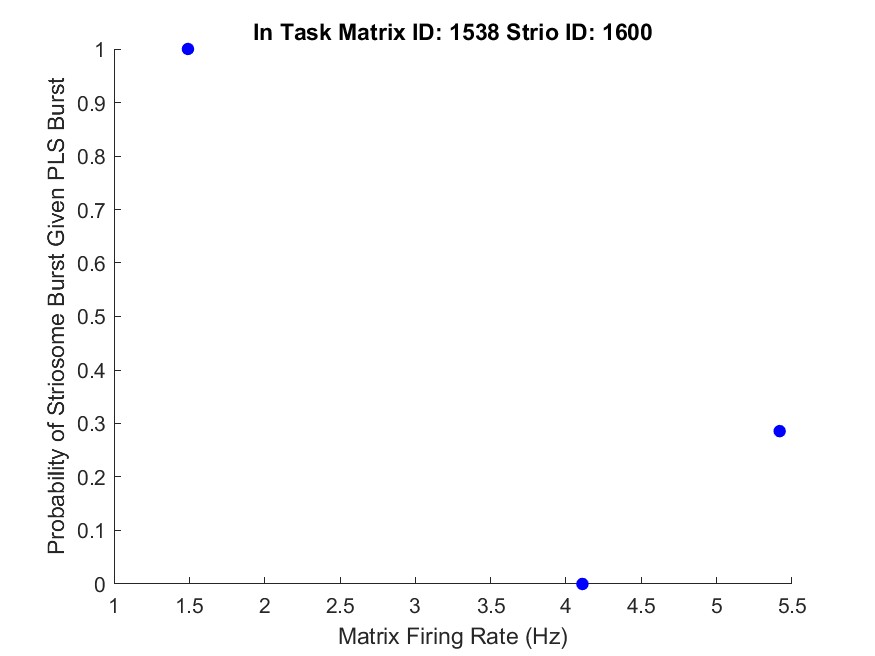 In Task Matrix ID: 1538 Strio ID: 1600
Probability of Striosome Burst Given PLS Burst
1
0.9
0.8
0.7
0.6
0.5
0.4
0.3
0.2
0.1
0
1 1.5 2 2.5 3 3.5 4 4.5 5 5.5
Matrix Firing Rate (Hz)